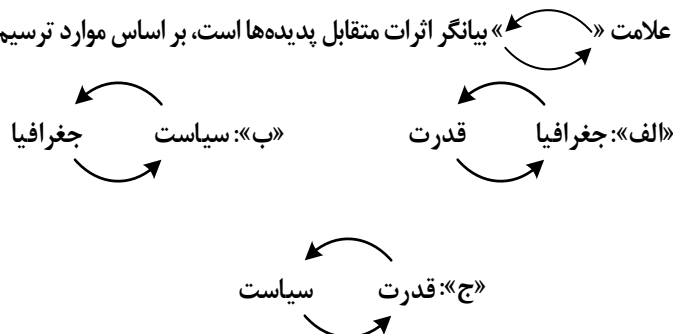 علامت «» بیانگر اثرات متقابل پدیده‌ها است، بر اساس موارد ترسیم
«الف»: جغرافیا قدرت «ب»: سیاست جغرافیا
«ج»: قدرت سیاست